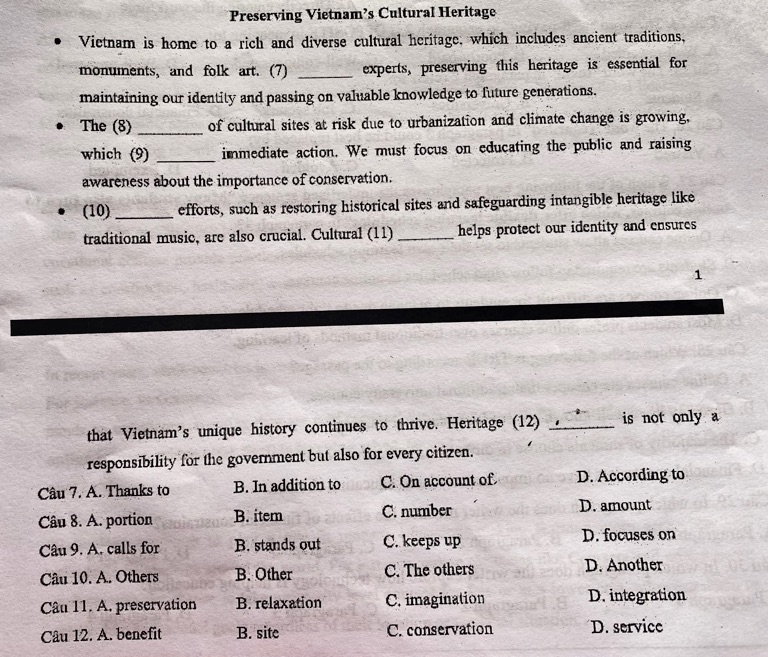 Preserving Vietnam's Cultural Heritage
• Vietnam is home to a rich and diverse cultural heritage, which includes ancient traditions,
monuments, and folk art. (7) ________ experts, preserving this heritage is essential for
maintaining our identity and passing on valuable knowledge to future generations.
• The (8) ________ of cultural sites at risk due to urbanization and climate change is growing,
which (9) ________ immediate action. We must focus on educating the public and raising
awareness about the importance of conservation.
• (10) ________ efforts, such as restoring historical sites and safeguarding intangible heritage like
traditional music, are also crucial. Cultural (11) ________ helps protect our identity and ensures
1
that Vietnam's unique history continues to thrive. Heritage (12) ________ is not only a
responsibility for the government but also for every citizen.
Câu 7. A. Thanks to B. In addition to C. On account of D. According to
Câu 8. A. portion B. item C. number D. amount
Câu 9. A. calls for B. stands out C. keeps up D. focuses on
Câu 10. A. Others B. Other C. The others D. Another
Câu 11. A. preservation B. relaxation C. imagination D. integration
Câu 12. A. benefit B. site C. conservation D. service